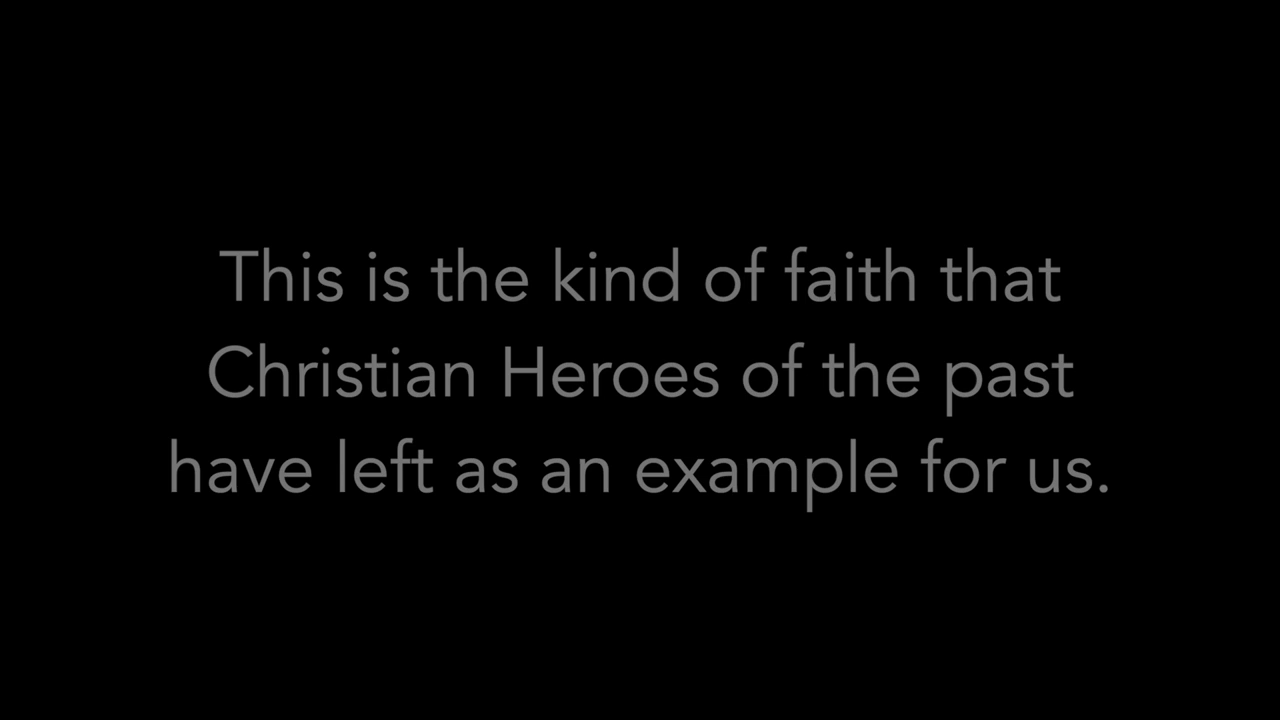 This is the kind of faith that
Christian Heroes of the past
have left as an example for us.